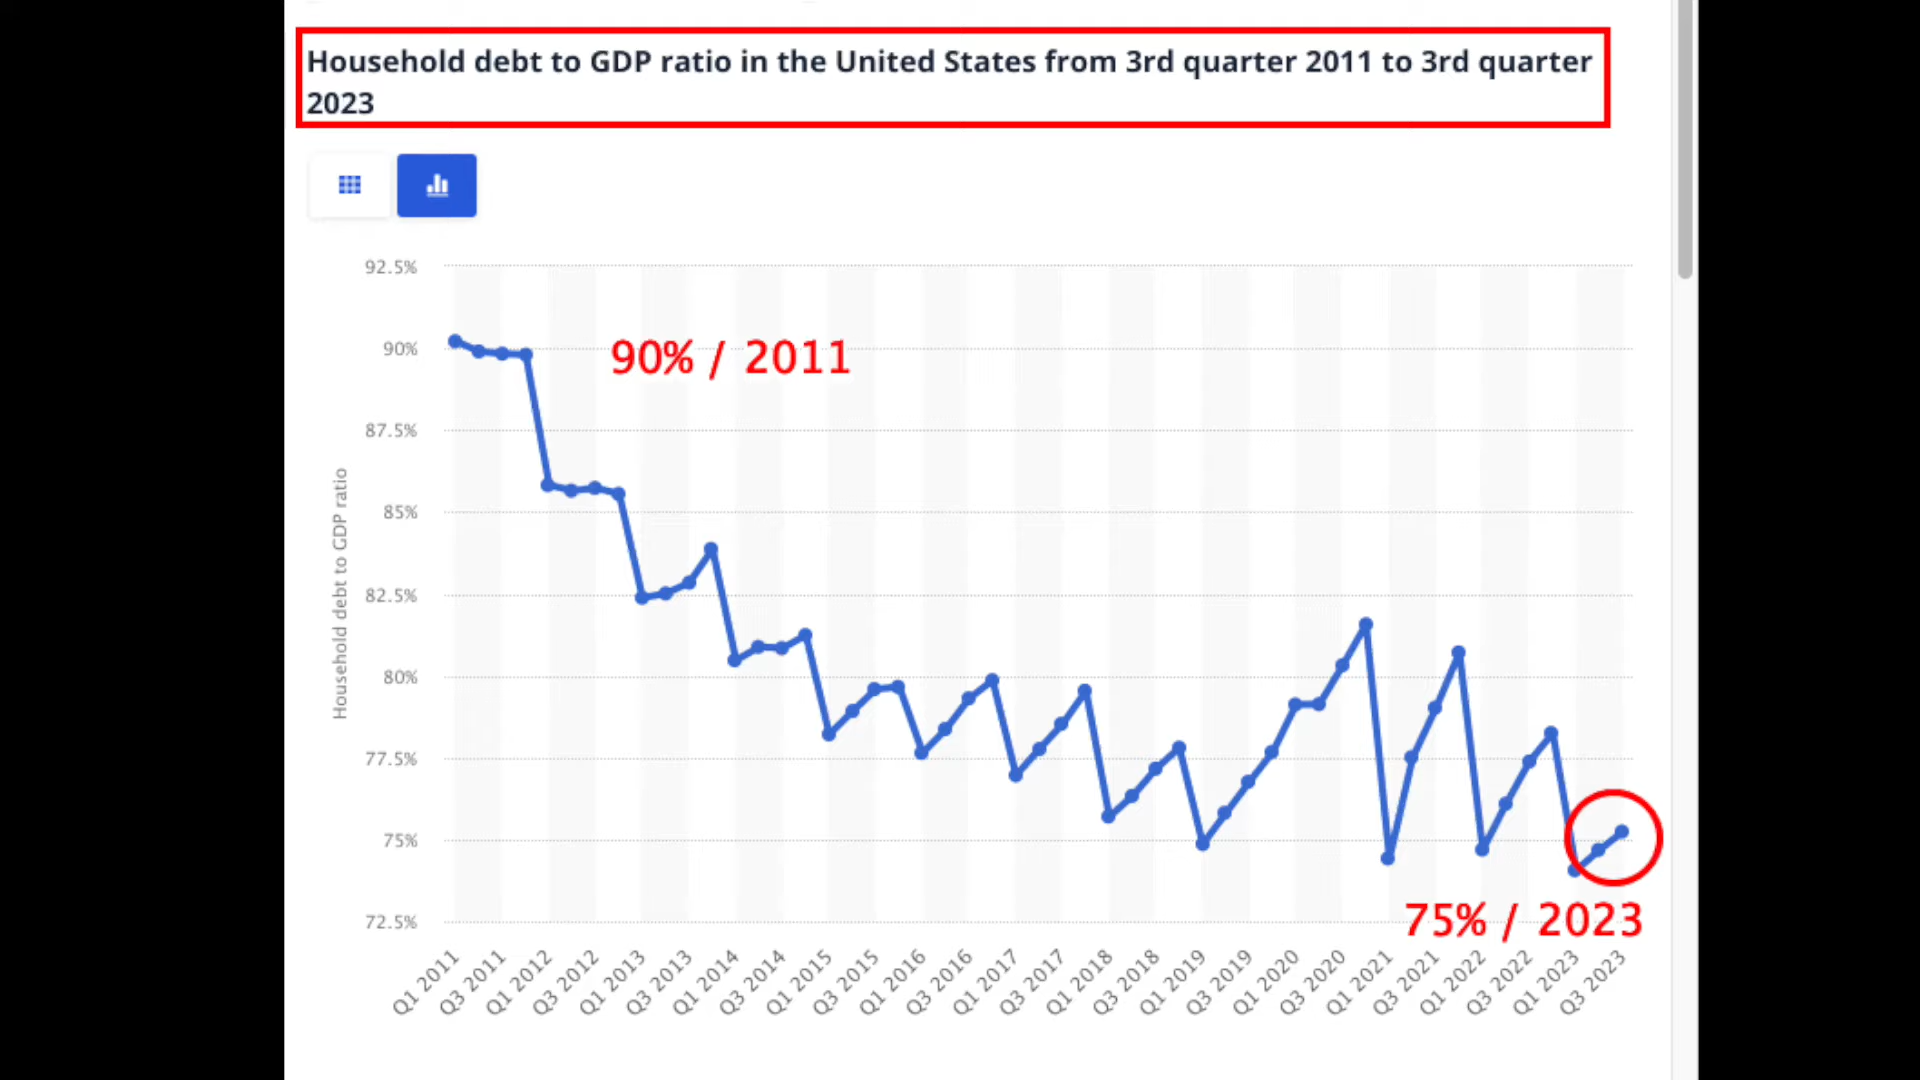 Household debt to GDP ratio in the United States from 3rd quarter 2011 to 3rd quarter
2023
92.5%
90%
90% / 2011
87.5%
85%
82.5%
80%
77.5%
75%
72.5%
75% / 2023
Household debt to GDP ratio
Q1 2011
Q3 2011
Q1 2012
Q3 2012
Q1 2013
Q3 2013
Q1 2014
Q3 2014
Q1 2015
Q3 2015
Q1 2016
Q3 2016
Q1 2017
Q3 2017
Q1 2018
Q3 2018
Q1 2019
Q3 2019
Q1 2020
Q3 2020
Q1 2021
Q3 2021
Q1 2022
Q3 2022
Q1 2023
Q3 2023